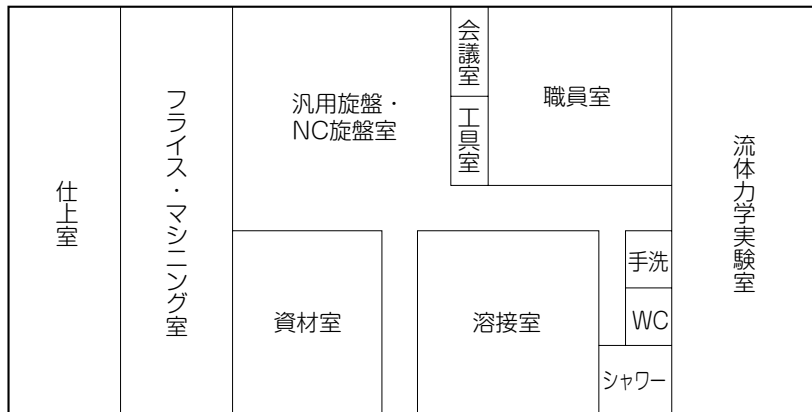 仕上室
フライス・マシニング室
汎用旋盤・
NC旋盤室
会議室
工具室
職員室
資材室
溶接室
手洗
WC
シャワー
流体力学実験室